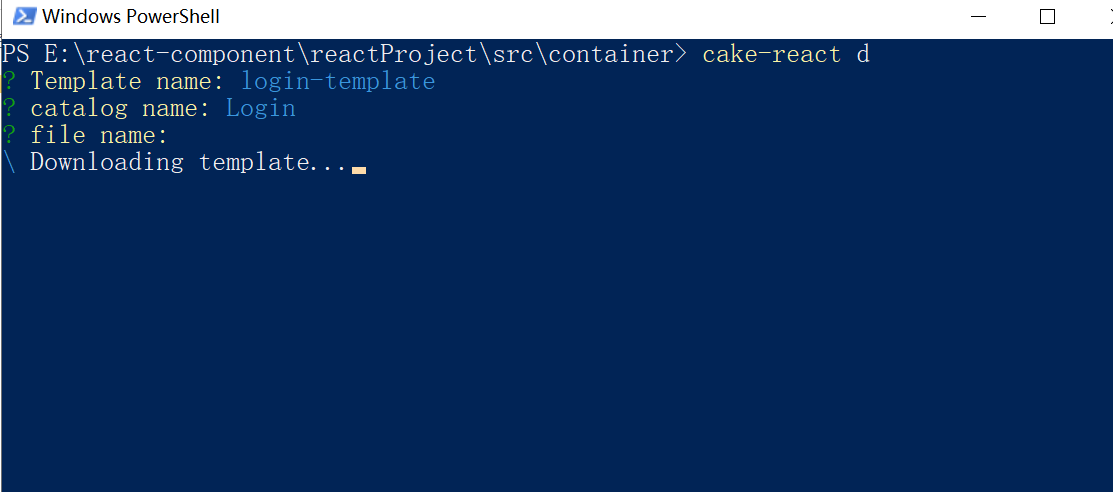 Windows PowerShell
PS E:\react-component\reactProject\src\container> cake-react d
? Template name: login-template
? catalog name: Login
? file name:
\ Downloading template...